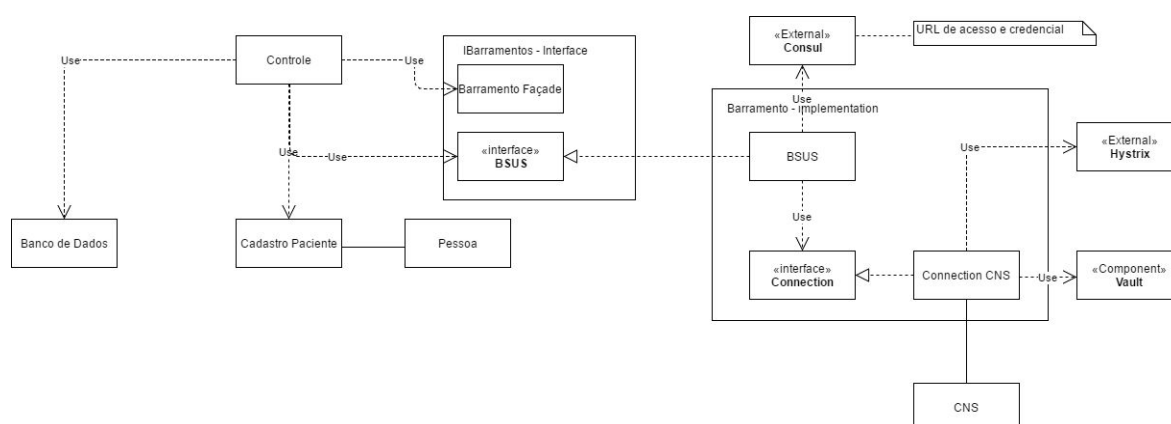 «External»
Consul
URL de acesso e credencial
Controle
IBarramentos - Interface
Use
Use
Barramento Façade
Use
Barramento - implementation
«interface»
BSUS
BSUS
«External»
Hystrix
Use
Use
Use
Use
Banco de Dados
Cadastro Paciente
Pessoa
«interface»
Connection
Connection CNS
Use
«Component»
Vault
CNS